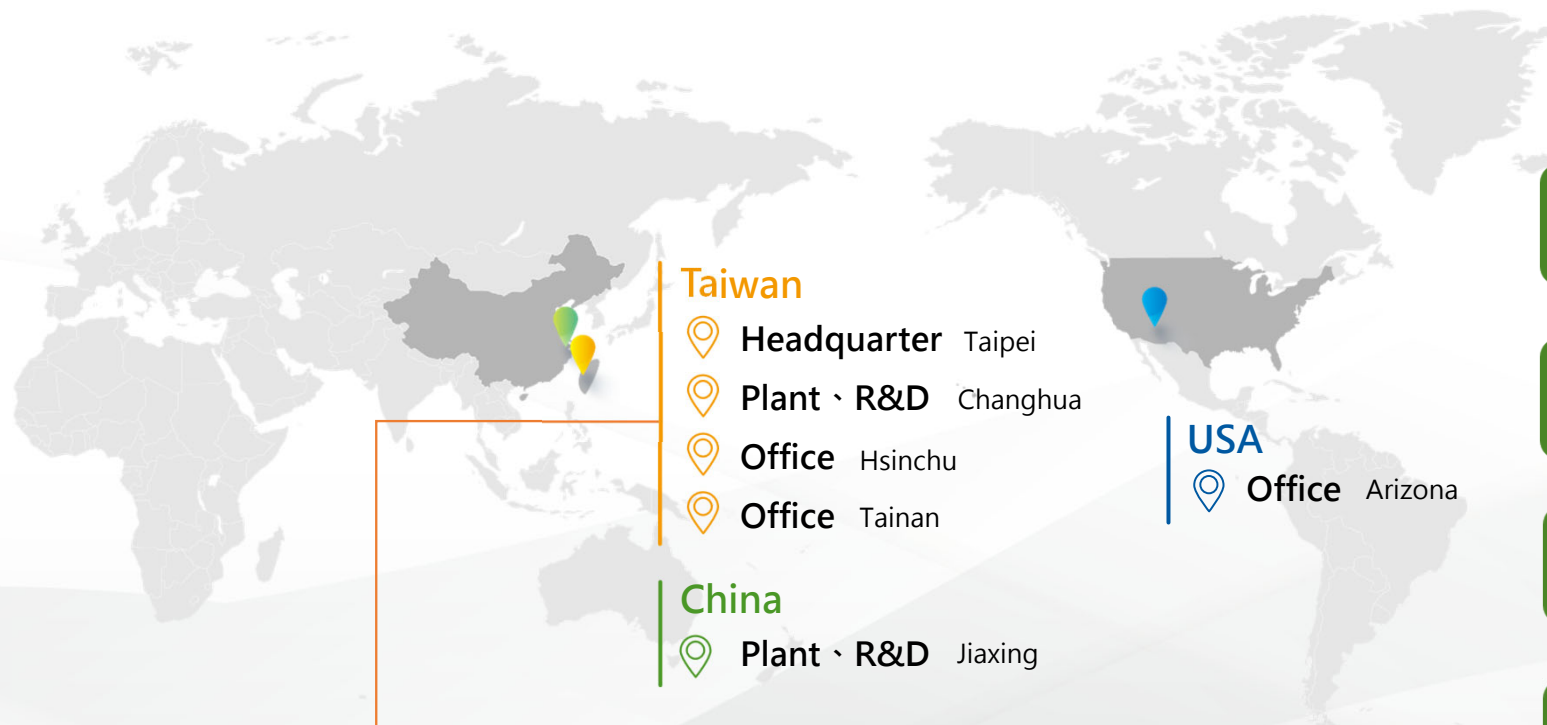 Taiwan
Headquarter Taipei
Plant、R&D Changhua
Office Hsinchu
Office Tainan
China
Plant、R&D Jiaxing
USA
Office Arizona